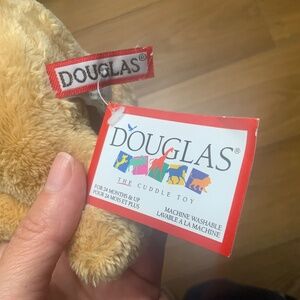 DOUGLAS®
DOUGLAS®
THE CUDDLE TOY
FOR 24 MONTHS & UP
POUR 24 MOIS ET PLUS
MACHINE WASHABLE
LAVABLE A LA MACHINE